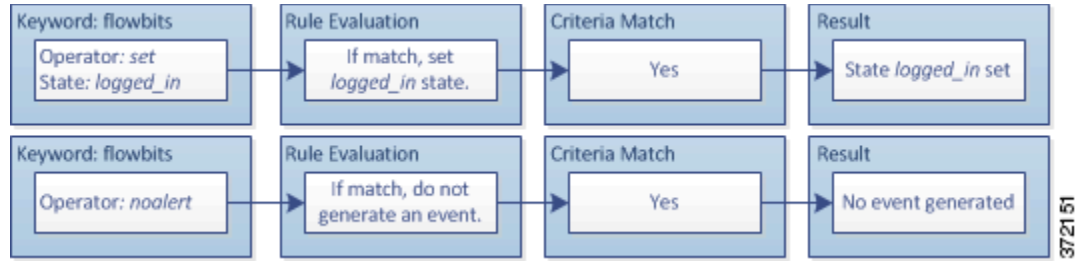 Keyword: flowbits
Operator: set
State: logged_in
Rule Evaluation
If match, set
logged_in state.
Criteria Match
Yes
Result
State logged_in set
Keyword: flowbits
Operator: noalert
Rule Evaluation
If match, do not
generate an event.
Criteria Match
Yes
Result
No event generated
372151